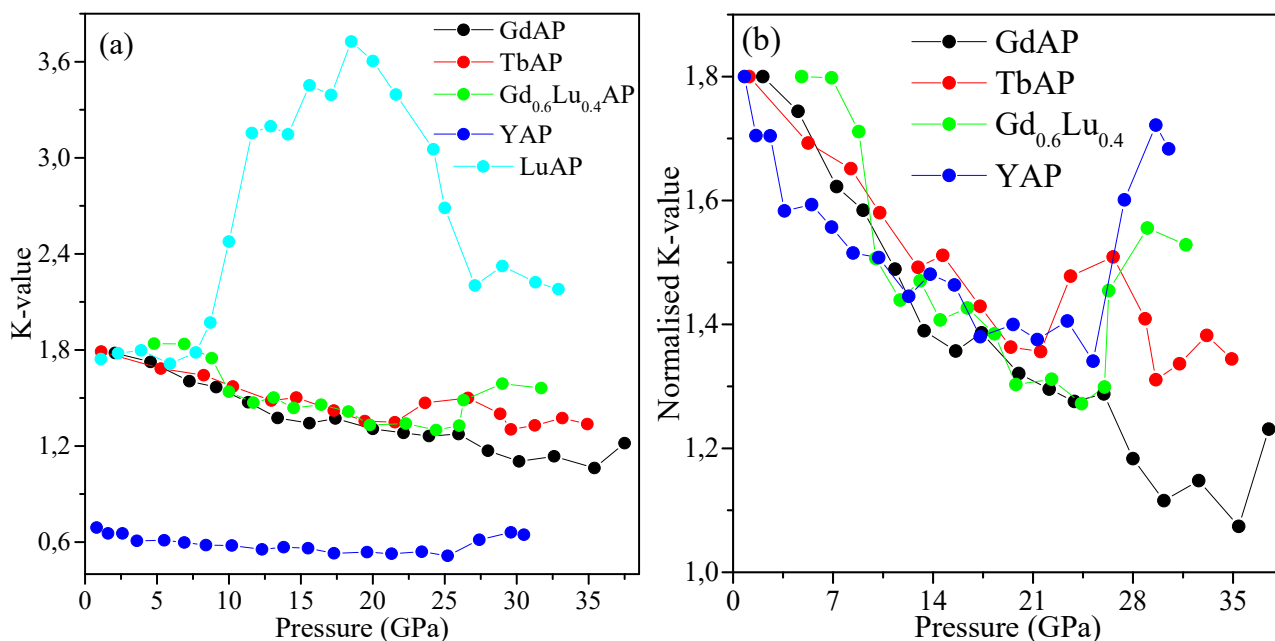 (a)
GdAP
TbAP
Gd0.6Lu0.4AP
YAP
LuAP
3,6
3,0
2,4
1,8
1,2
0,6
K-value
0 5 10 15 20 25 30 35
Pressure (GPa)
(b)
GdAP
TbAP
Gd0.6Lu0.4
YAP
1,8
1,6
1,4
1,2
1,0
Normalised K-value
0 7 14 21 28 35
Pressure (GPa)